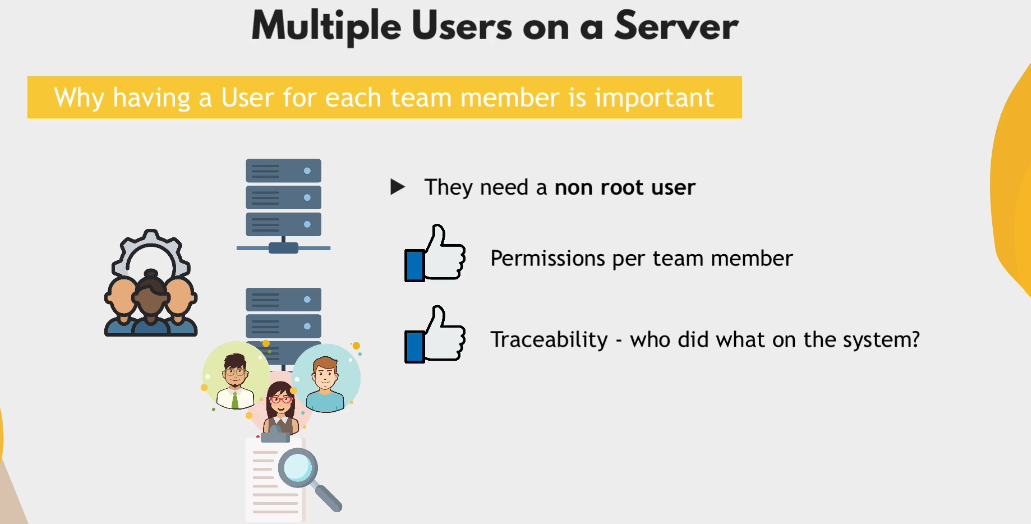 Multiple Users on a Server
Why having a User for each team member is important
They need a non root user
Permissions per team member
Traceability - who did what on the system?